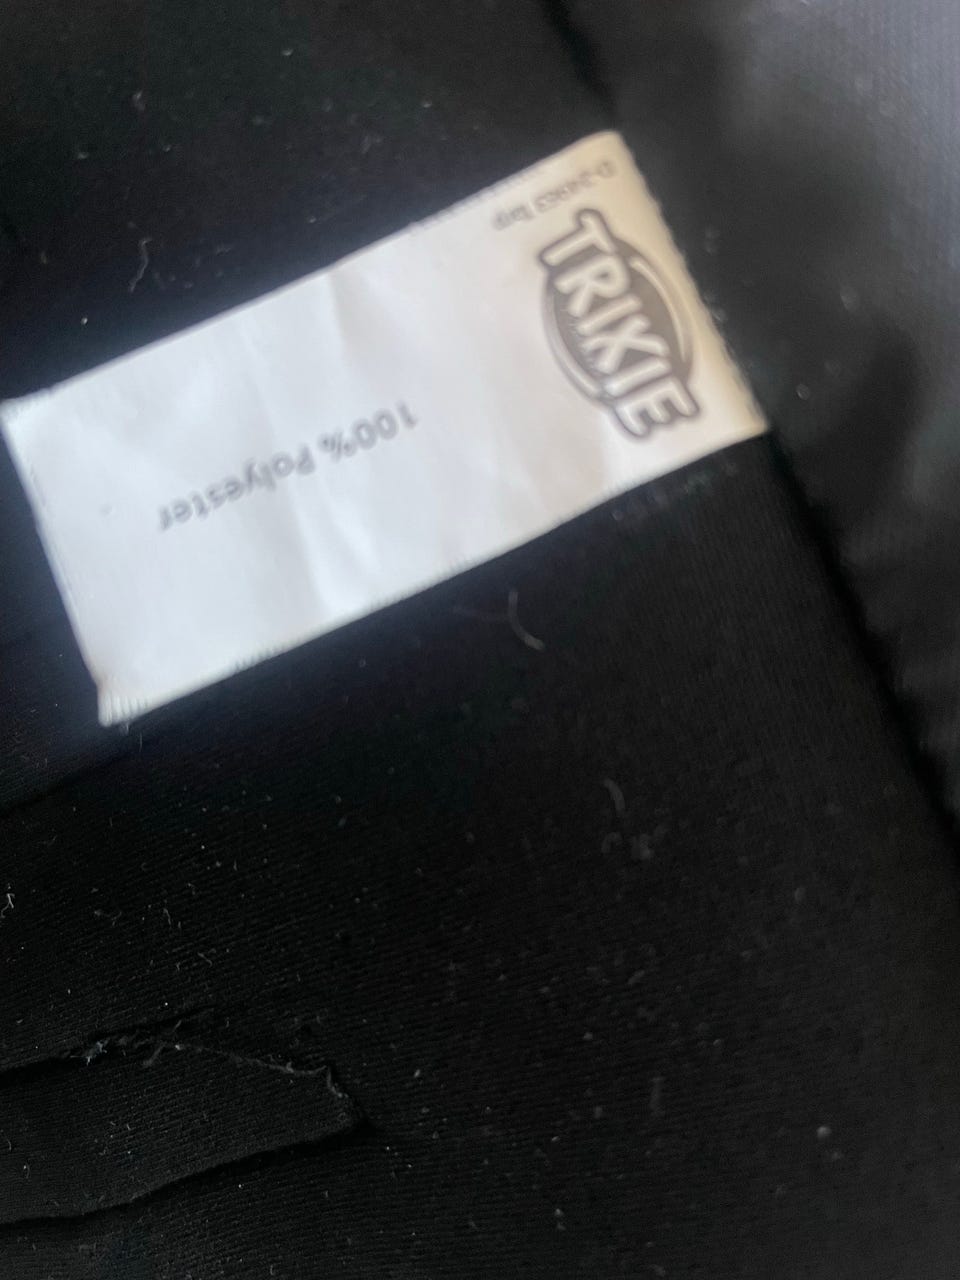 TRIXIE
D-24963 Tarp
100% Polyester